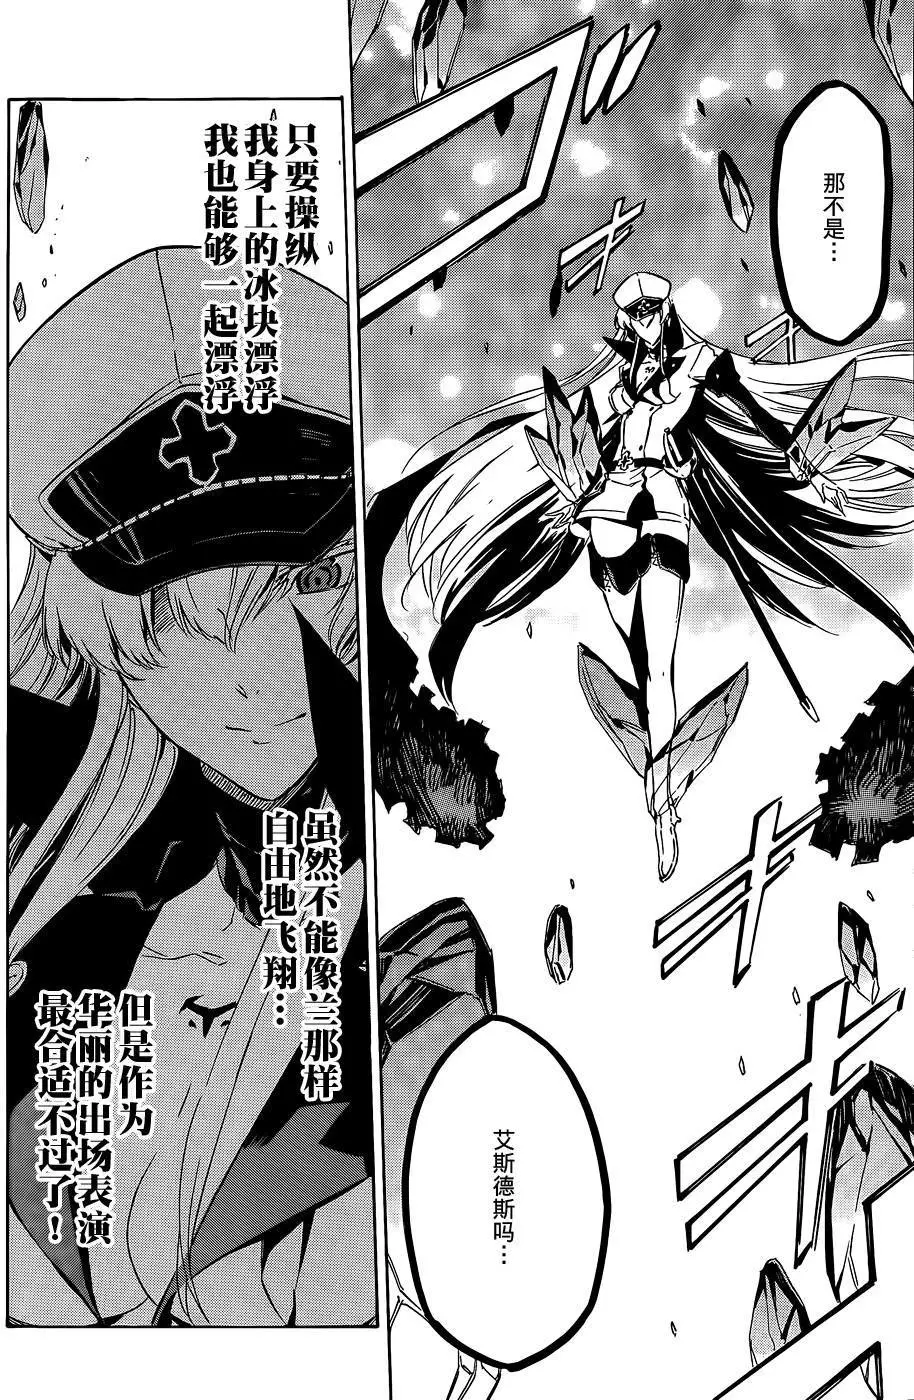 那不是…
艾斯德斯吗…
只要操纵
我身上的冰块漂浮
我也能够一起漂浮
虽然不能像兰那样
自由地飞翔…
但是作为
华丽的出场表演
最合适不过了！